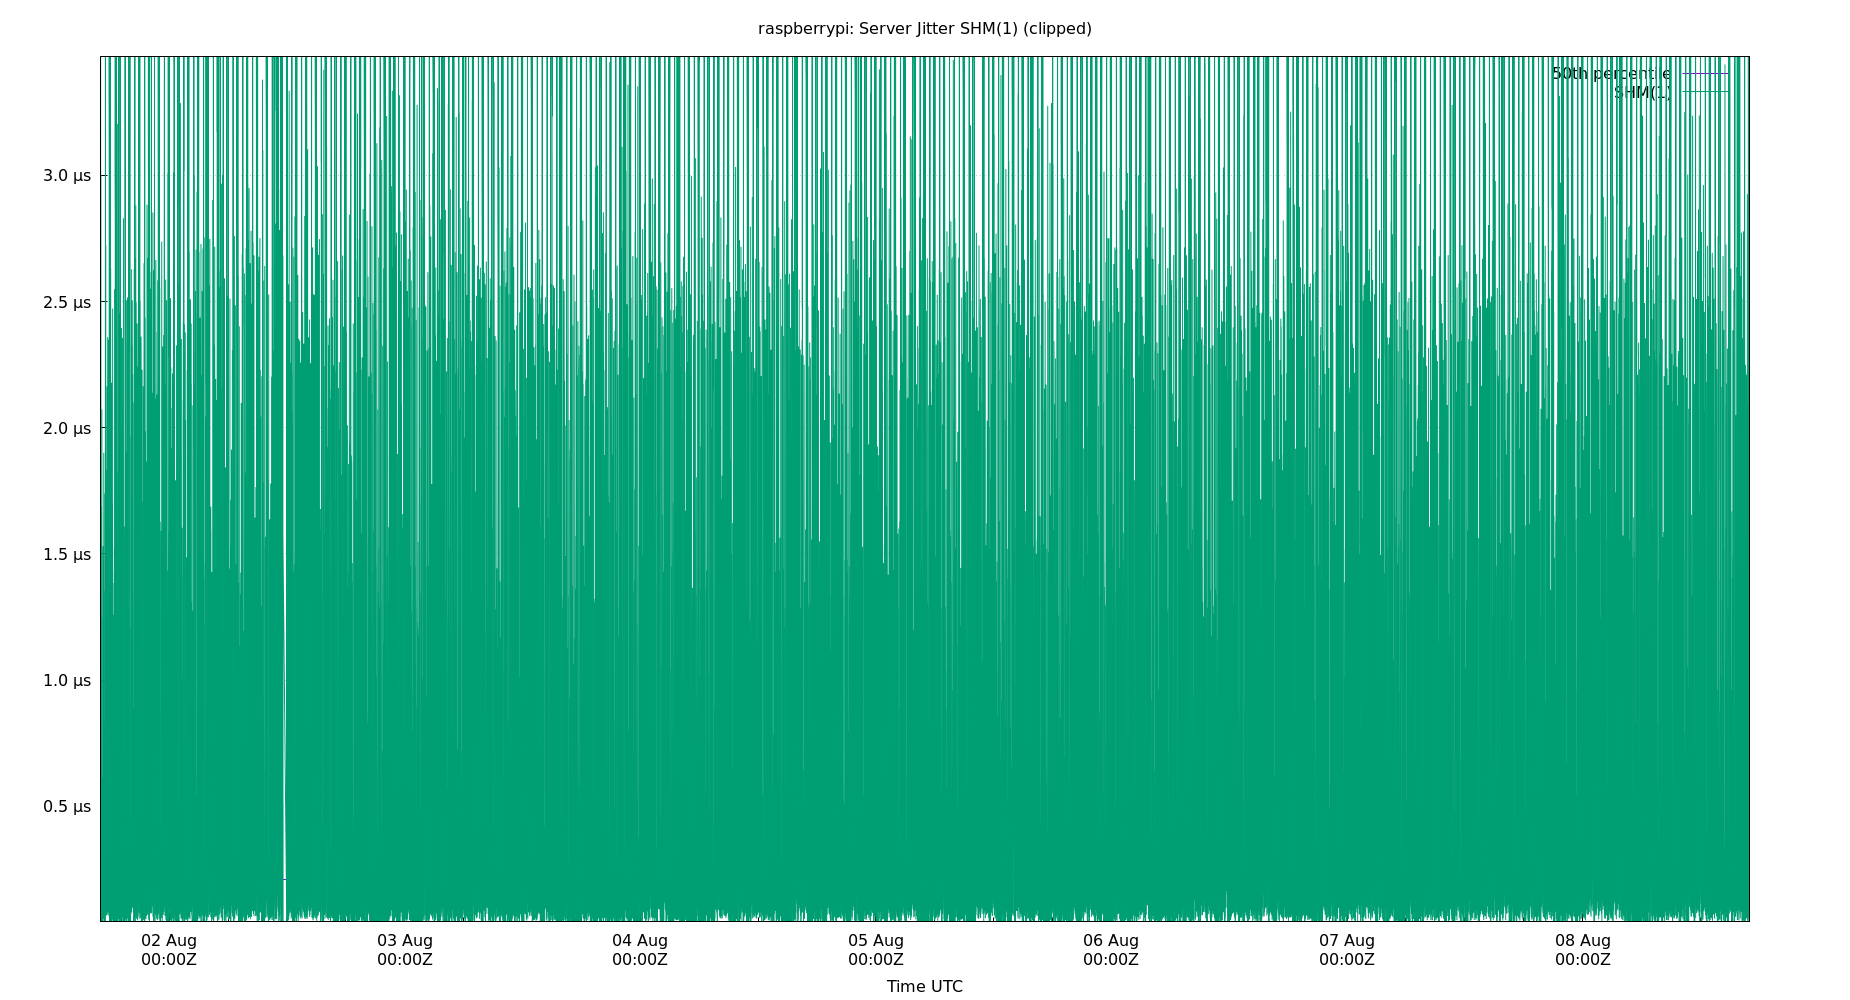 raspberrypi: Server Jitter SHM(1) (clipped)
50th percentile
SHM(1)
3.0 µs
2.5 µs
2.0 µs
1.5 µs
1.0 µs
0.5 µs
02 Aug 03 Aug 04 Aug 05 Aug 06 Aug 07 Aug 08 Aug
00:00Z 00:00Z 00:00Z 00:00Z 00:00Z 00:00Z 00:00Z
Time UTC